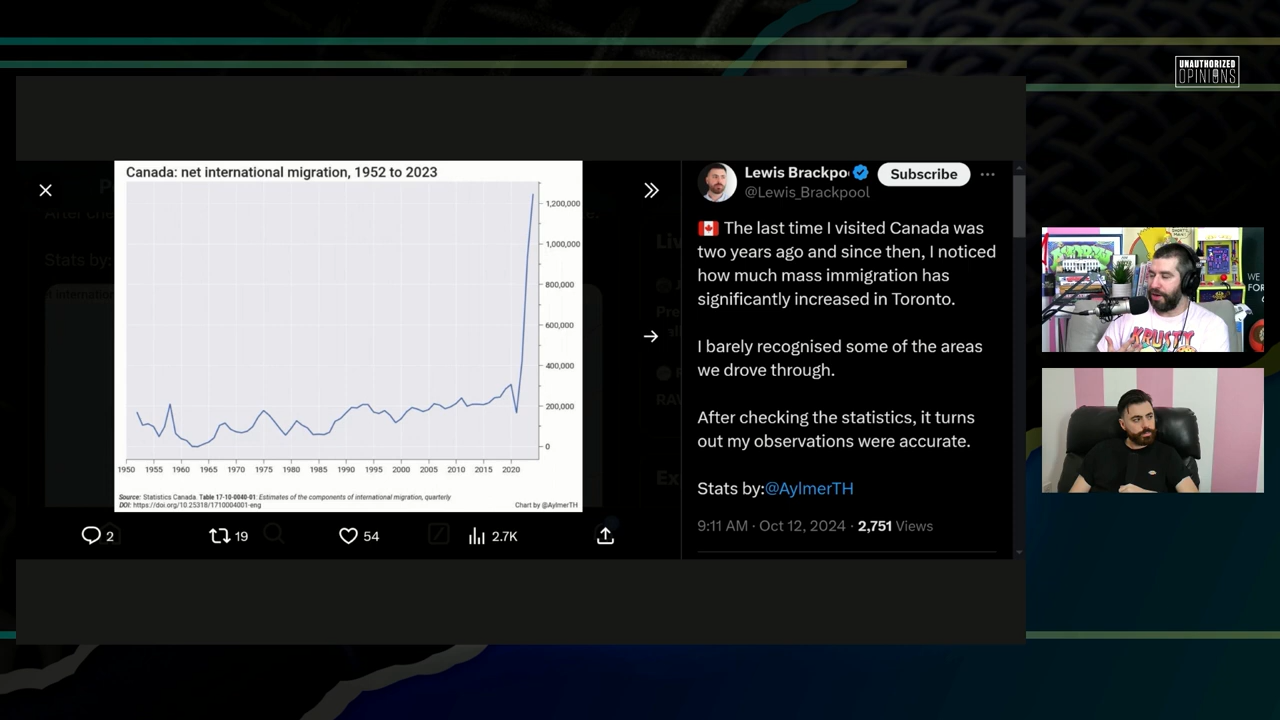 UNAUTHORIZED
OPINIONS
Canada: net international migration, 1952 to 2023
1,200,000
1,000,000
800,000
600,000
400,000
200,000
0
1950 1955 1960 1965 1970 1975 1980 1985 1990 1995 2000 2005 2010 2015 2020
Source: Statistics Canada. Table 17-10-0040-01: Estimates of the components of international migration, quarterly
DOI: https://doi.org/10.25318/1710004001-eng
Chart by @AylmerTH
2 19 54 2.7K
Lewis Brackpo
Subscribe
@Lewis_Brackpool
The last time I visited Canada was
two years ago and since then, I noticed
how much mass immigration has
significantly increased in Toronto.
I barely recognised some of the areas
we drove through.
After checking the statistics, it turns
out my observations were accurate.
Stats by:@AylmerTH
9:11 AM · Oct 12, 2024 · 2,751 Views
KRUSTY
WE
FOR